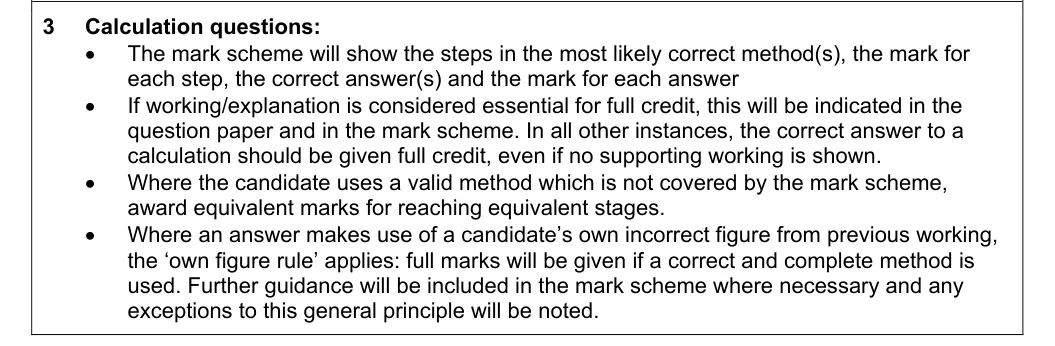 3 Calculation questions:
• The mark scheme will show the steps in the most likely correct method(s), the mark for
each step, the correct answer(s) and the mark for each answer
• If working/explanation is considered essential for full credit, this will be indicated in the
question paper and in the mark scheme. In all other instances, the correct answer to a
calculation should be given full credit, even if no supporting working is shown.
• Where the candidate uses a valid method which is not covered by the mark scheme,
award equivalent marks for reaching equivalent stages.
• Where an answer makes use of a candidate’s own incorrect figure from previous working,
the ‘own figure rule’ applies: full marks will be given if a correct and complete method is
used. Further guidance will be included in the mark scheme where necessary and any
exceptions to this general principle will be noted.